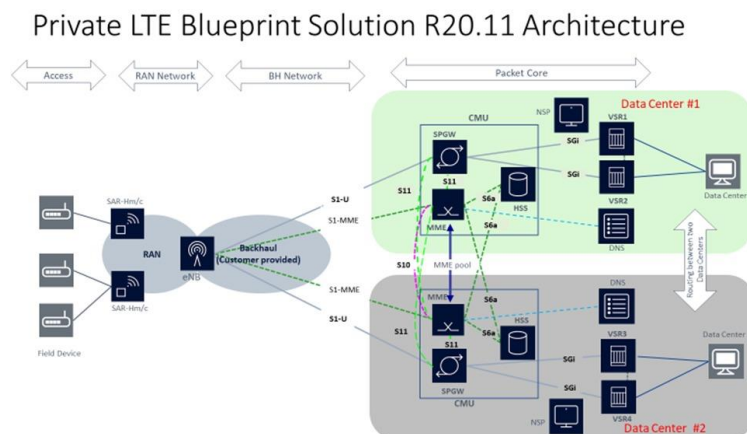 Private LTE Blueprint Solution R20.11 Architecture
Access
RAN Network
BH Network
Packet Core
Data Center #1
NSP
CMU
VSR1
SPGW
SGi
S11
S11
S6a
HSS
SGi
VSR2
Data Center
S1-U
S1-MME
MME
S6a
DNS
SAR-Hm/c
RAN
eNB
Backhaul
(Customer provided)
S10
MME pool
Routing between two
Data Centers
SAR-Hm/c
Field Device
S1-MME
S1-U
MME
S6a
DNS
HSS
S6a
VSR3
S11
S11
SGi
Data Center
SPGW
SGi
CMU
NSP
VSR4
Data Center #2